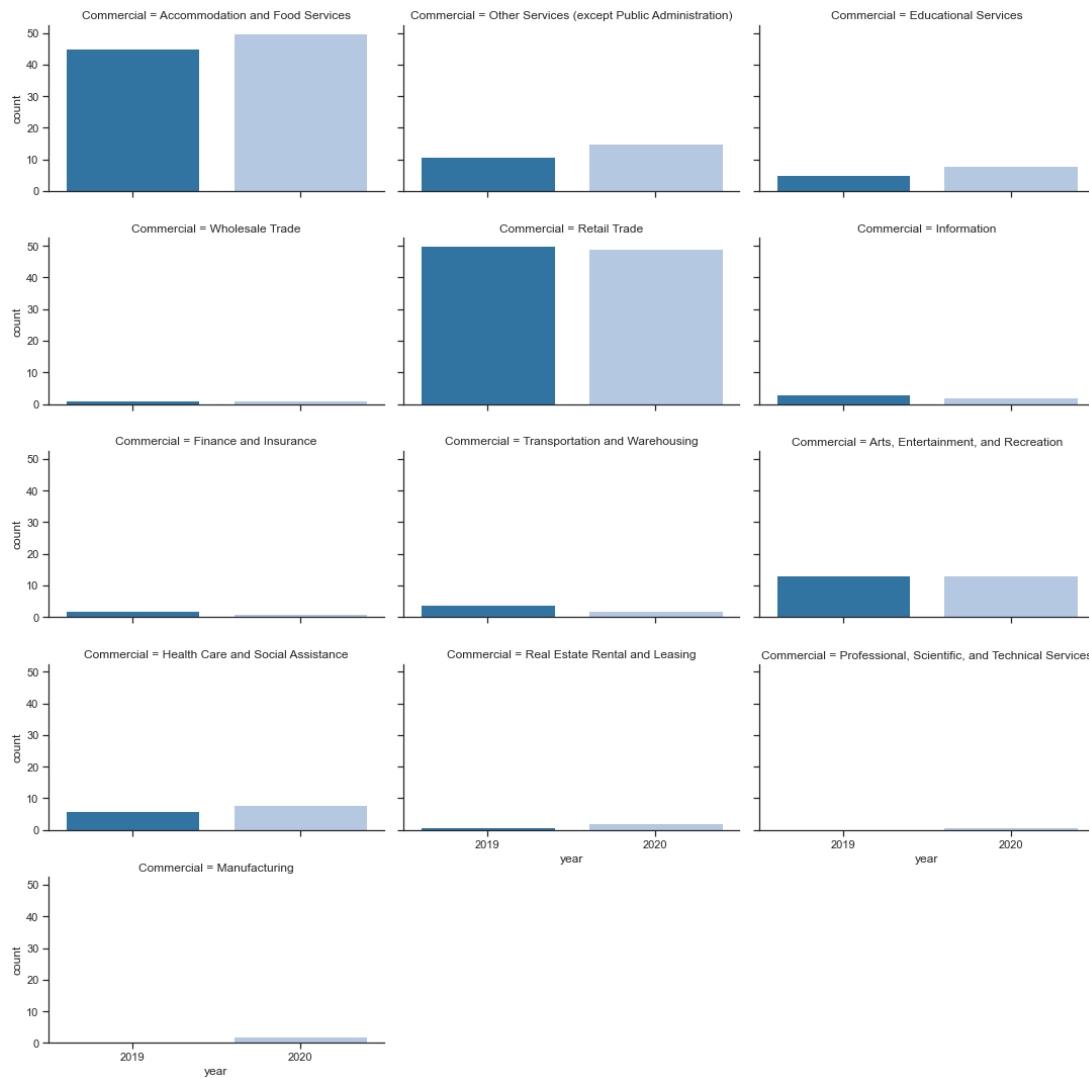 Commercial = Accommodation and Food Services
Commercial = Other Services (except Public Administration)
Commercial = Educational Services
50
40
30
20
10
0
count
Commercial = Wholesale Trade
Commercial = Retail Trade
Commercial = Information
50
40
30
20
10
0
count
Commercial = Finance and Insurance
Commercial = Transportation and Warehousing
Commercial = Arts, Entertainment, and Recreation
50
40
30
20
10
0
count
Commercial = Health Care and Social Assistance
Commercial = Real Estate Rental and Leasing
Commercial = Professional, Scientific, and Technical Services
50
40
30
20
10
0
count
2019
2020
year
2019
2020
year
Commercial = Manufacturing
50
40
30
20
10
0
count
2019
2020
year